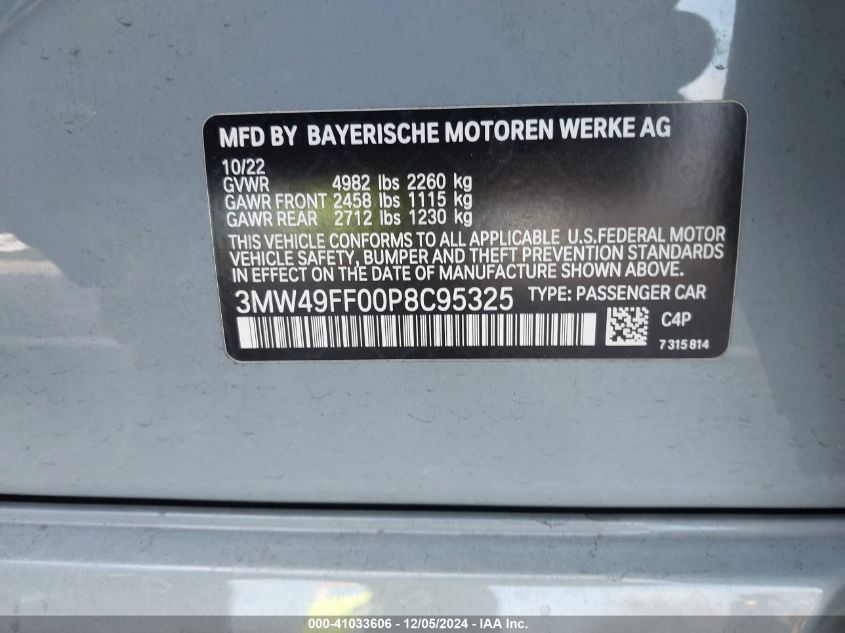 MFD BY BAYERISCHE MOTOREN WERKE AG
10/22
GVWR 4982 lbs 2260 kg
GAWR FRONT 2458 lbs 1115 kg
GAWR REAR 2712 lbs 1230 kg
THIS VEHICLE CONFORMS TO ALL APPLICABLE U.S.FEDERAL MOTOR
VEHICLE SAFETY, BUMPER AND THEFT PREVENTION STANDARDS
IN EFFECT ON THE DATE OF MANUFACTURE SHOWN ABOVE.
3MW49FF00P8C95325 TYPE: PASSENGER CAR
C4P
7 315 814
000-41033606 - 12/05/2024 - IAA Inc.